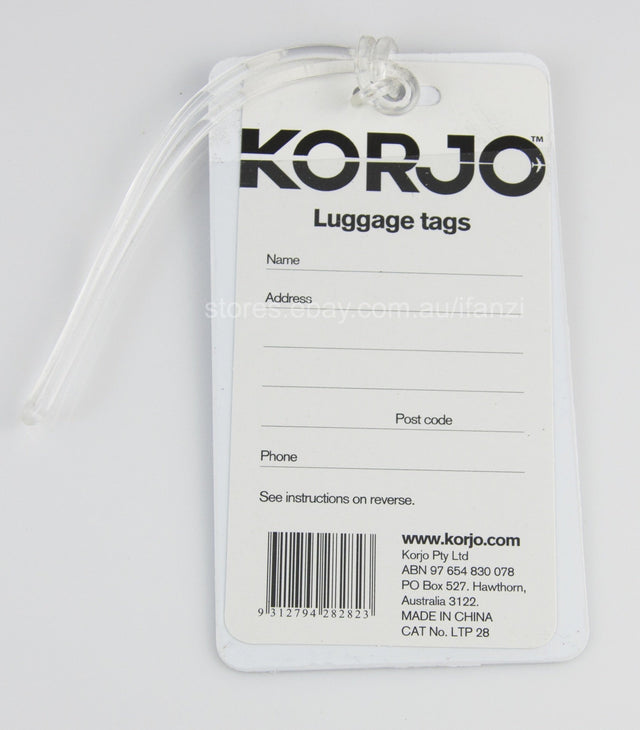 KORJO™
Luggage tags
Name
Address
stores.ebay.com.au/ifanzi
Post code
Phone
See instructions on reverse.
9 312794 282823
www.korjo.com
Korjo Pty Ltd
ABN 97 654 830 078
PO Box 527. Hawthorn,
Australia 3122.
MADE IN CHINA
CAT No. LTP 28